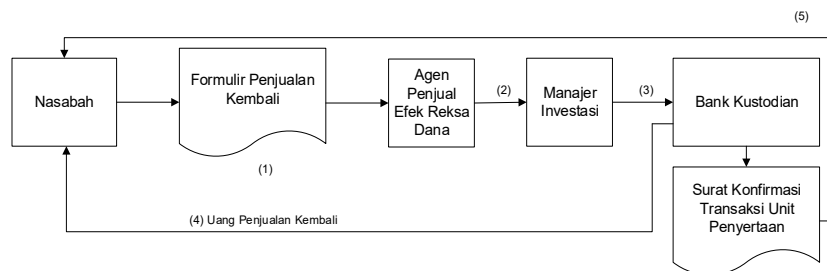 (5)
Nasabah
Formulir Penjualan
Kembali
(1)
Agen
Penjual
Efek Reksa
Dana
(2)
Manajer
Investasi
(3)
Bank Kustodian
(4) Uang Penjualan Kembali
Surat Konfirmasi
Transaksi Unit
Penyertaan